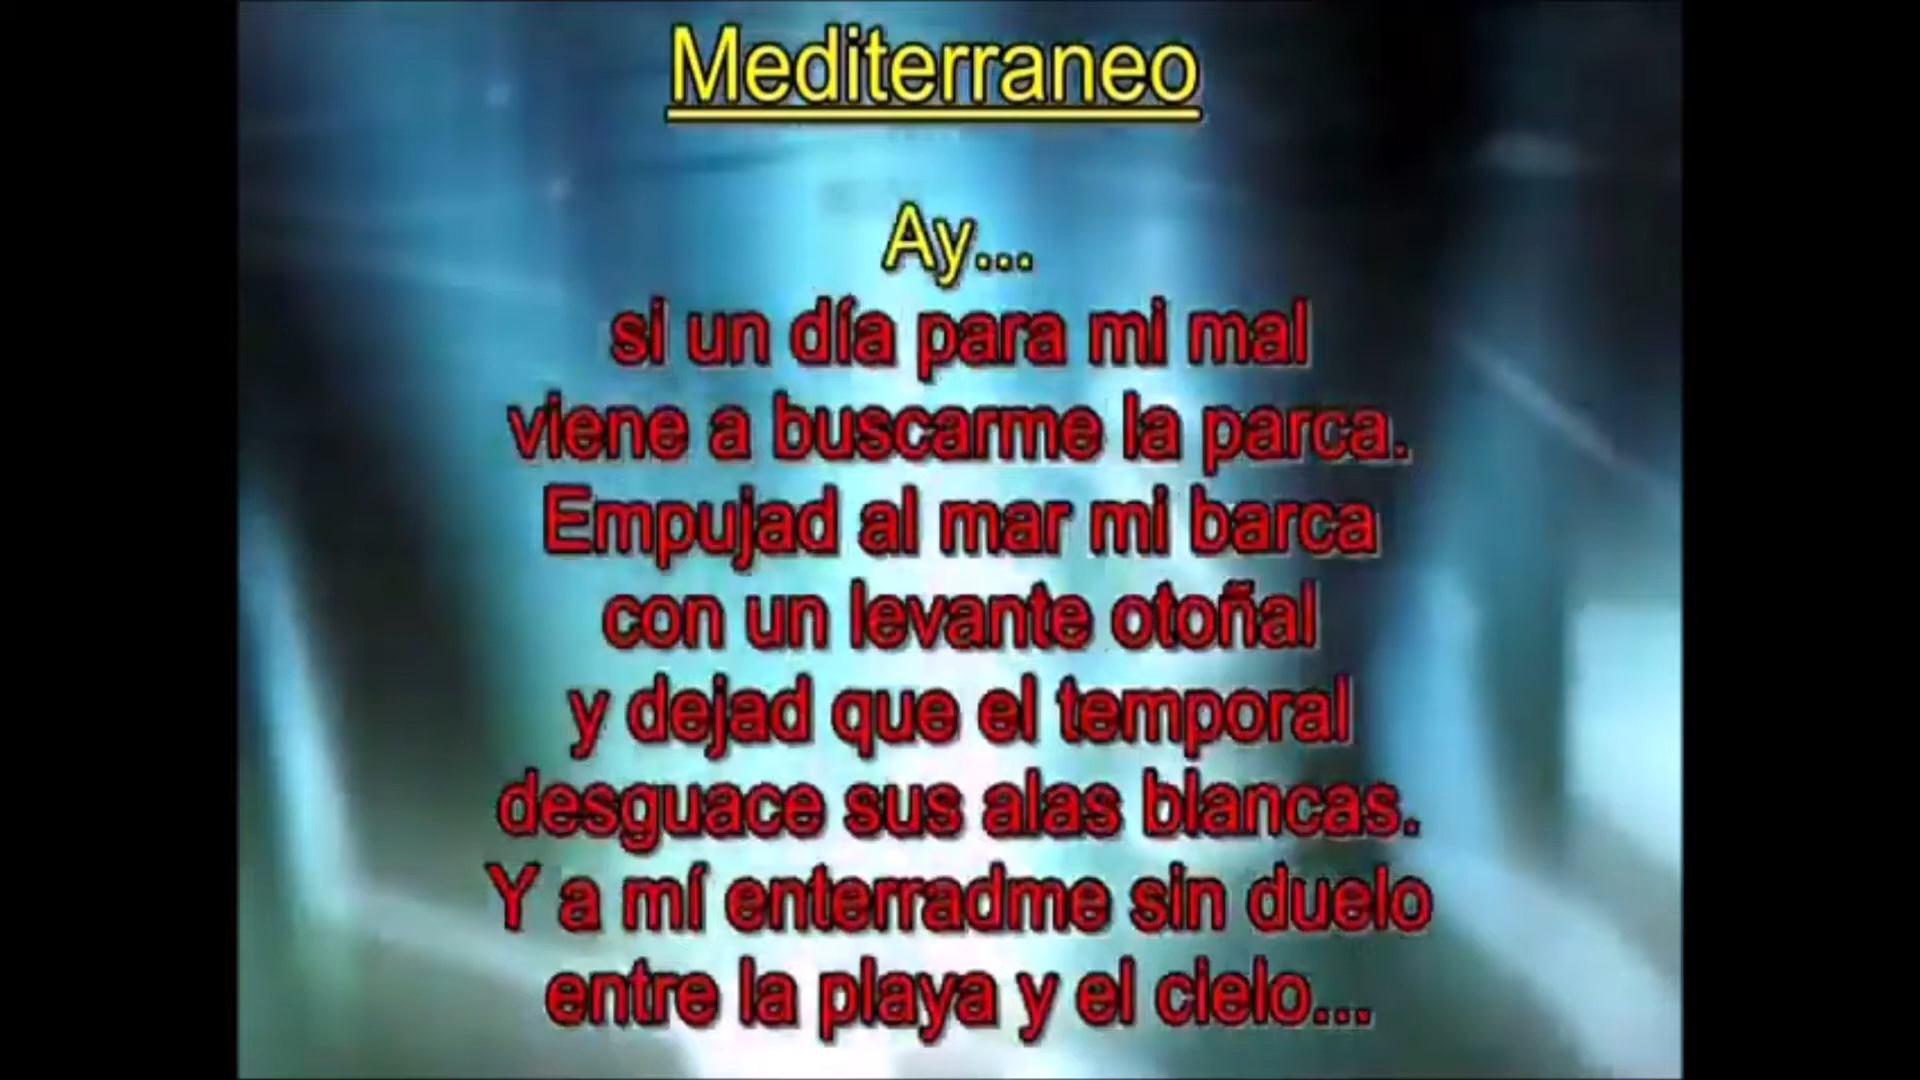 Mediterraneo
Ay...
si un día para mi mal
viene a buscarme la parca.
Empujad al mar mi barca
con un levante otoñal
y dejad que el temporal
desguace sus alas blancas.
Y a mí enterradme sin duelo
entre la playa y el cielo...